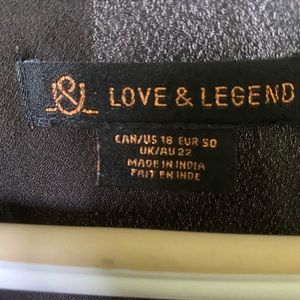 LOVE & LEGEND
CAN/US 18 EUR 50
UK/AU 22
MADE IN INDIA
FAIT EN INDE